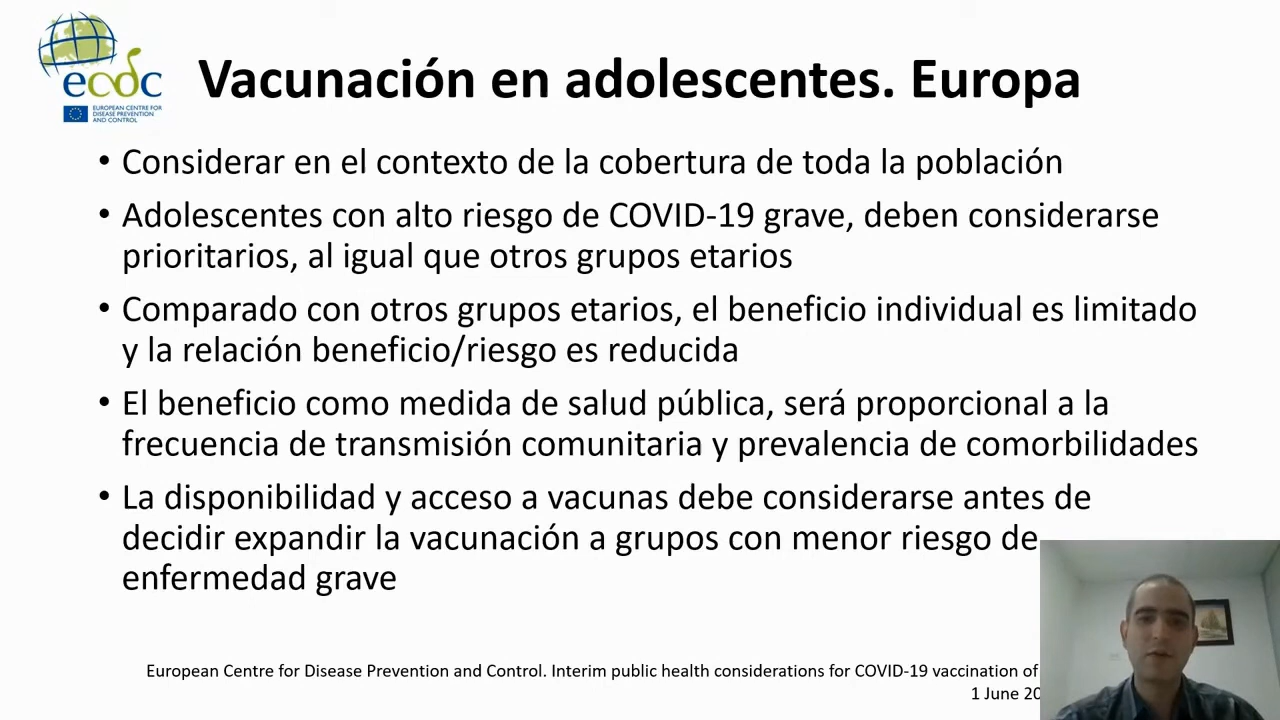 ecdc
EUROPEAN CENTRE FOR
DISEASE PREVENTION
AND CONTROL
Vacunación en adolescentes. Europa
• Considerar en el contexto de la cobertura de toda la población
• Adolescentes con alto riesgo de COVID-19 grave, deben considerarse
prioritarios, al igual que otros grupos etarios
• Comparado con otros grupos etarios, el beneficio individual es limitado
y la relación beneficio/riesgo es reducida
• El beneficio como medida de salud pública, será proporcional a la
frecuencia de transmisión comunitaria y prevalencia de comorbilidades
• La disponibilidad y acceso a vacunas debe considerarse antes de
decidir expandir la vacunación a grupos con menor riesgo de
enfermedad grave
European Centre for Disease Prevention and Control. Interim public health considerations for COVID-19 vaccination of
1 June